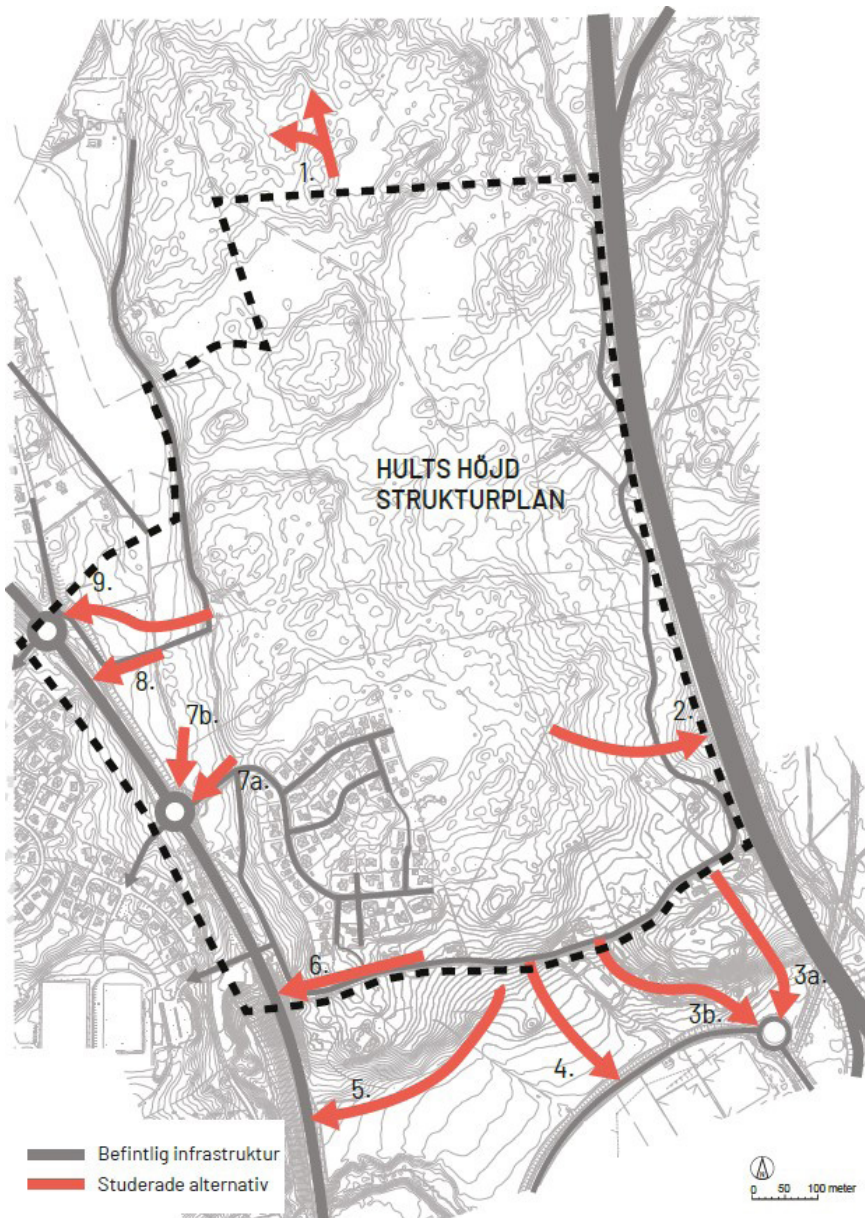 1.
HULTS HÖJD
STRUKTURPLAN
9.
8.
7b.
2.
7a.
6.
3a.
3b.
4.
5.
Befintlig infrastruktur
Studerade alternativ
N
0 50 100 meter